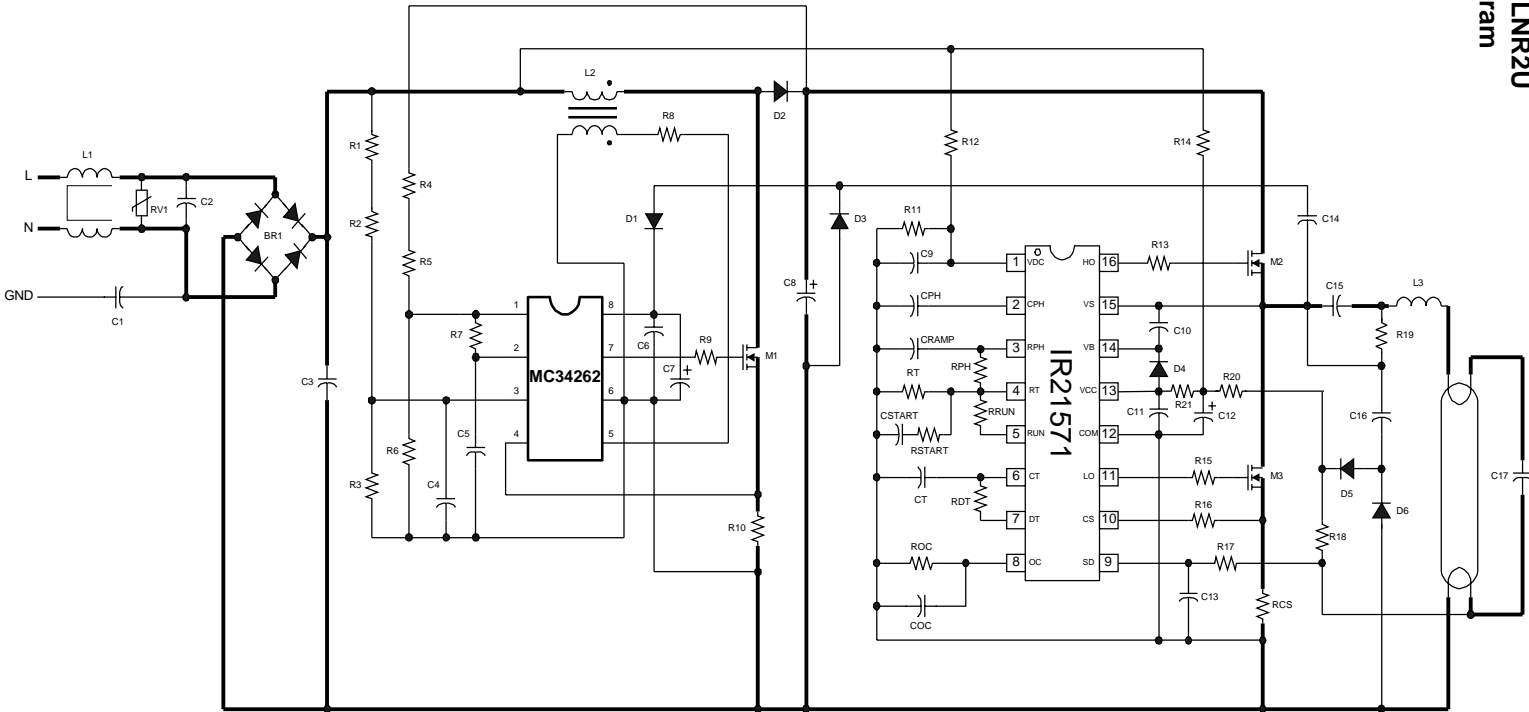 LNR2U
ram
L2
D2
R8
R12
R14
R1
L1
L
RV1
C2
R4
N
R2
BR1
D1
R11
D3
C14
R5
C9
R13
1
VDC
HO
16
M2
GND
C1
1
8
C8
+
CPH
2
CPH
VS
15
C15
L3
R7
C6
R9
C10
R19
2
7
M1
CRAMP
3
RPH
VB
14
MC34262
C7
+
RPH
D4
C3
RT
4
RT
IR21571
VCC
13
R21
R20
3
6
CSTART
RRUN
C11
+
C12
C16
R6
C5
4
5
RSTART
5
RUN
COM
12
R3
C4
6
CT
LO
11
R15
M3
D5
C17
CT
RDT
D6
R10
7
DT
CS
10
R16
R18
ROC
8
OC
SD
9
R17
COC
C13
RCS